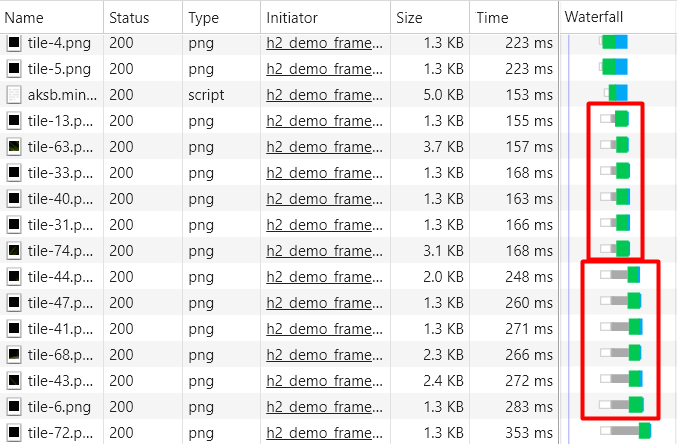 Name Status Type Initiator Size Time Waterfall
tile-4.png 200 png h2_demo_frame... 1.3 KB 223 ms
tile-5.png 200 png h2_demo_frame... 1.3 KB 223 ms
aksb.min... 200 script h2_demo_frame... 5.0 KB 153 ms
tile-13.p... 200 png h2_demo_frame... 1.3 KB 155 ms
tile-63.p... 200 png h2_demo_frame... 3.7 KB 157 ms
tile-33.p... 200 png h2_demo_frame... 1.3 KB 168 ms
tile-40.p... 200 png h2_demo_frame... 1.3 KB 163 ms
tile-31.p... 200 png h2_demo_frame... 1.3 KB 166 ms
tile-74.p... 200 png h2_demo_frame... 3.1 KB 168 ms
tile-44.p... 200 png h2_demo_frame... 2.0 KB 248 ms
tile-47.p... 200 png h2_demo_frame... 1.3 KB 260 ms
tile-41.p... 200 png h2_demo_frame... 1.3 KB 271 ms
tile-68.p... 200 png h2_demo_frame... 2.3 KB 266 ms
tile-43.p... 200 png h2_demo_frame... 2.4 KB 272 ms
tile-6.png 200 png h2_demo_frame... 1.3 KB 283 ms
tile-72.p... 200 png h2_demo_frame... 1.3 KB 353 ms